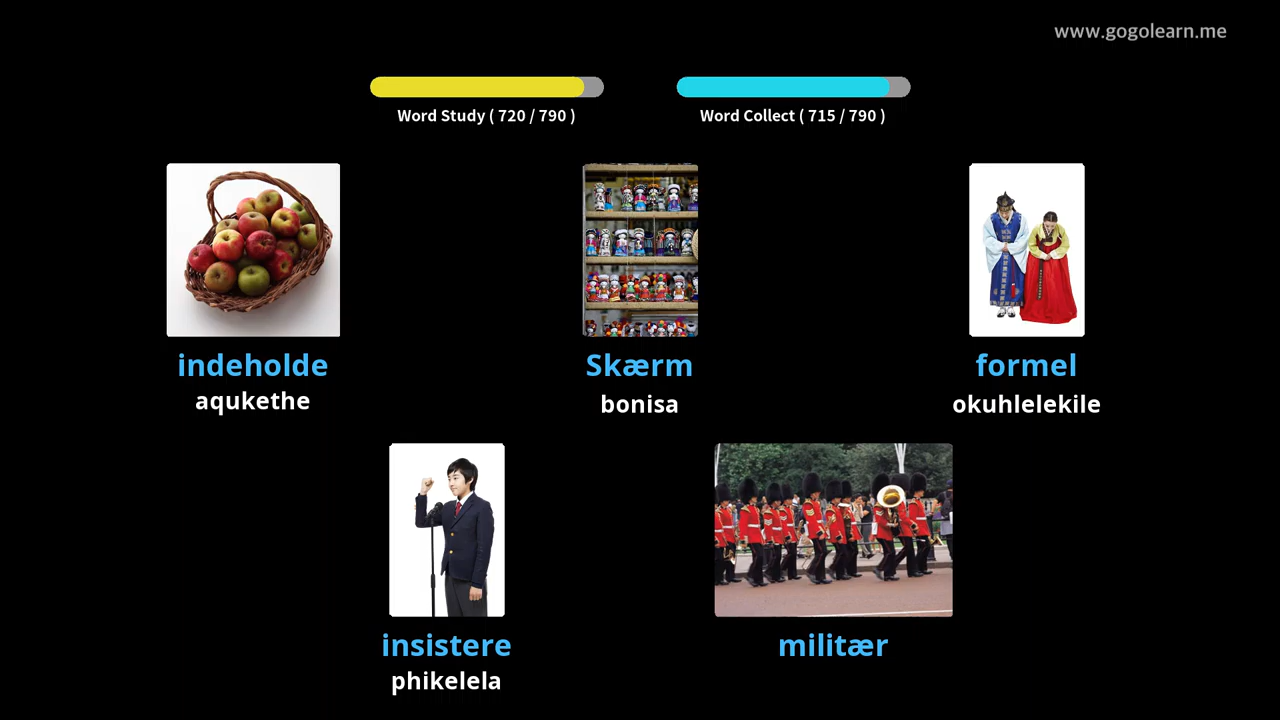 www.gogolearn.me
Word Study ( 720 / 790 )
Word Collect ( 715 / 790 )
indeholde
aqukethe
Skærm
bonisa
formel
okuhlelekile
insistere
phikelela
militær